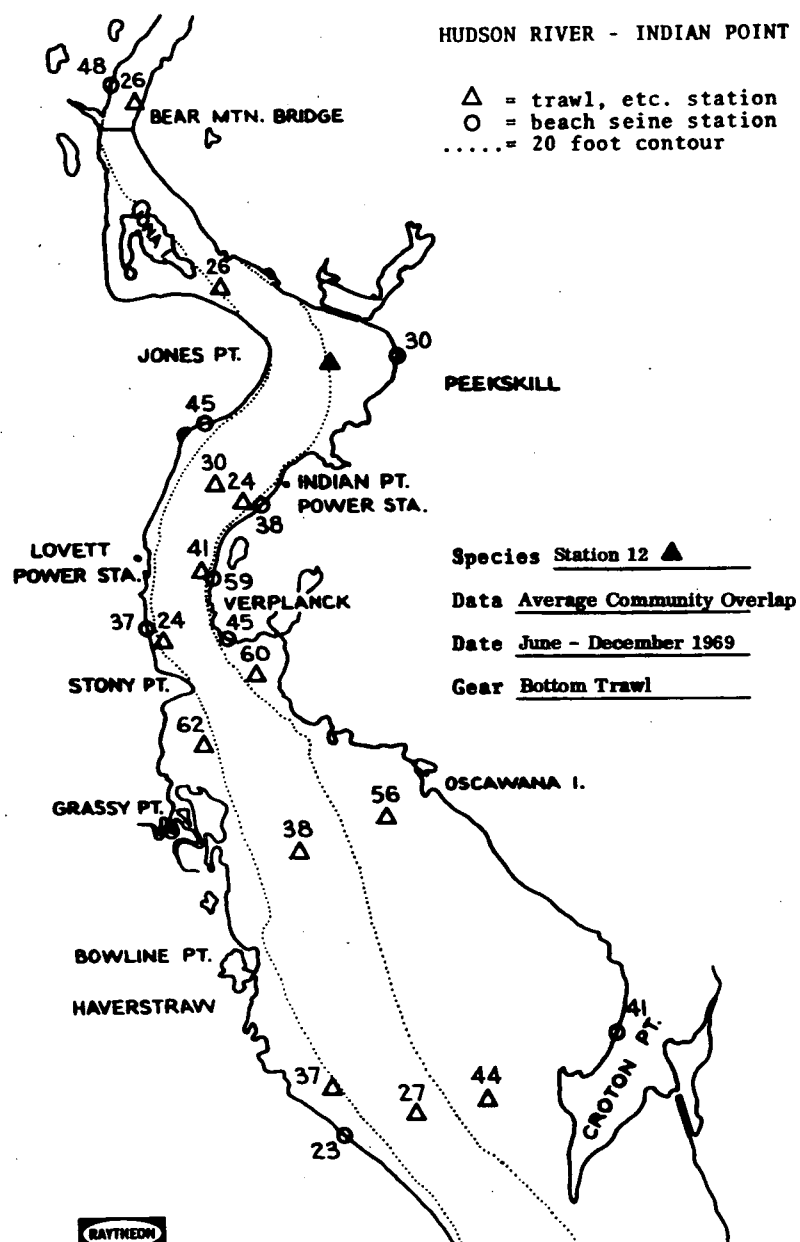 HUDSON RIVER - INDIAN POINT
△ = trawl, etc. station
○ = beach seine station
.....= 20 foot contour
48
26
BEAR MTN. BRIDGE
IONA
26
JONES PT.
30
PEEKSKILL
45
30
24
INDIAN PT.
POWER STA.
38
LOVETT
POWER STA.
41
59
VERPLANCK
Species Station 12 ▲
Data Average Community Overlap
Date June - December 1969
Gear Bottom Trawl
37
24
45
60
STONY PT.
62
OSCAWANA I.
GRASSY PT.
56
38
BOWLINE PT.
HAVERSTRAW
41
CROTON PT.
37
27
44
23
RAYTHEON